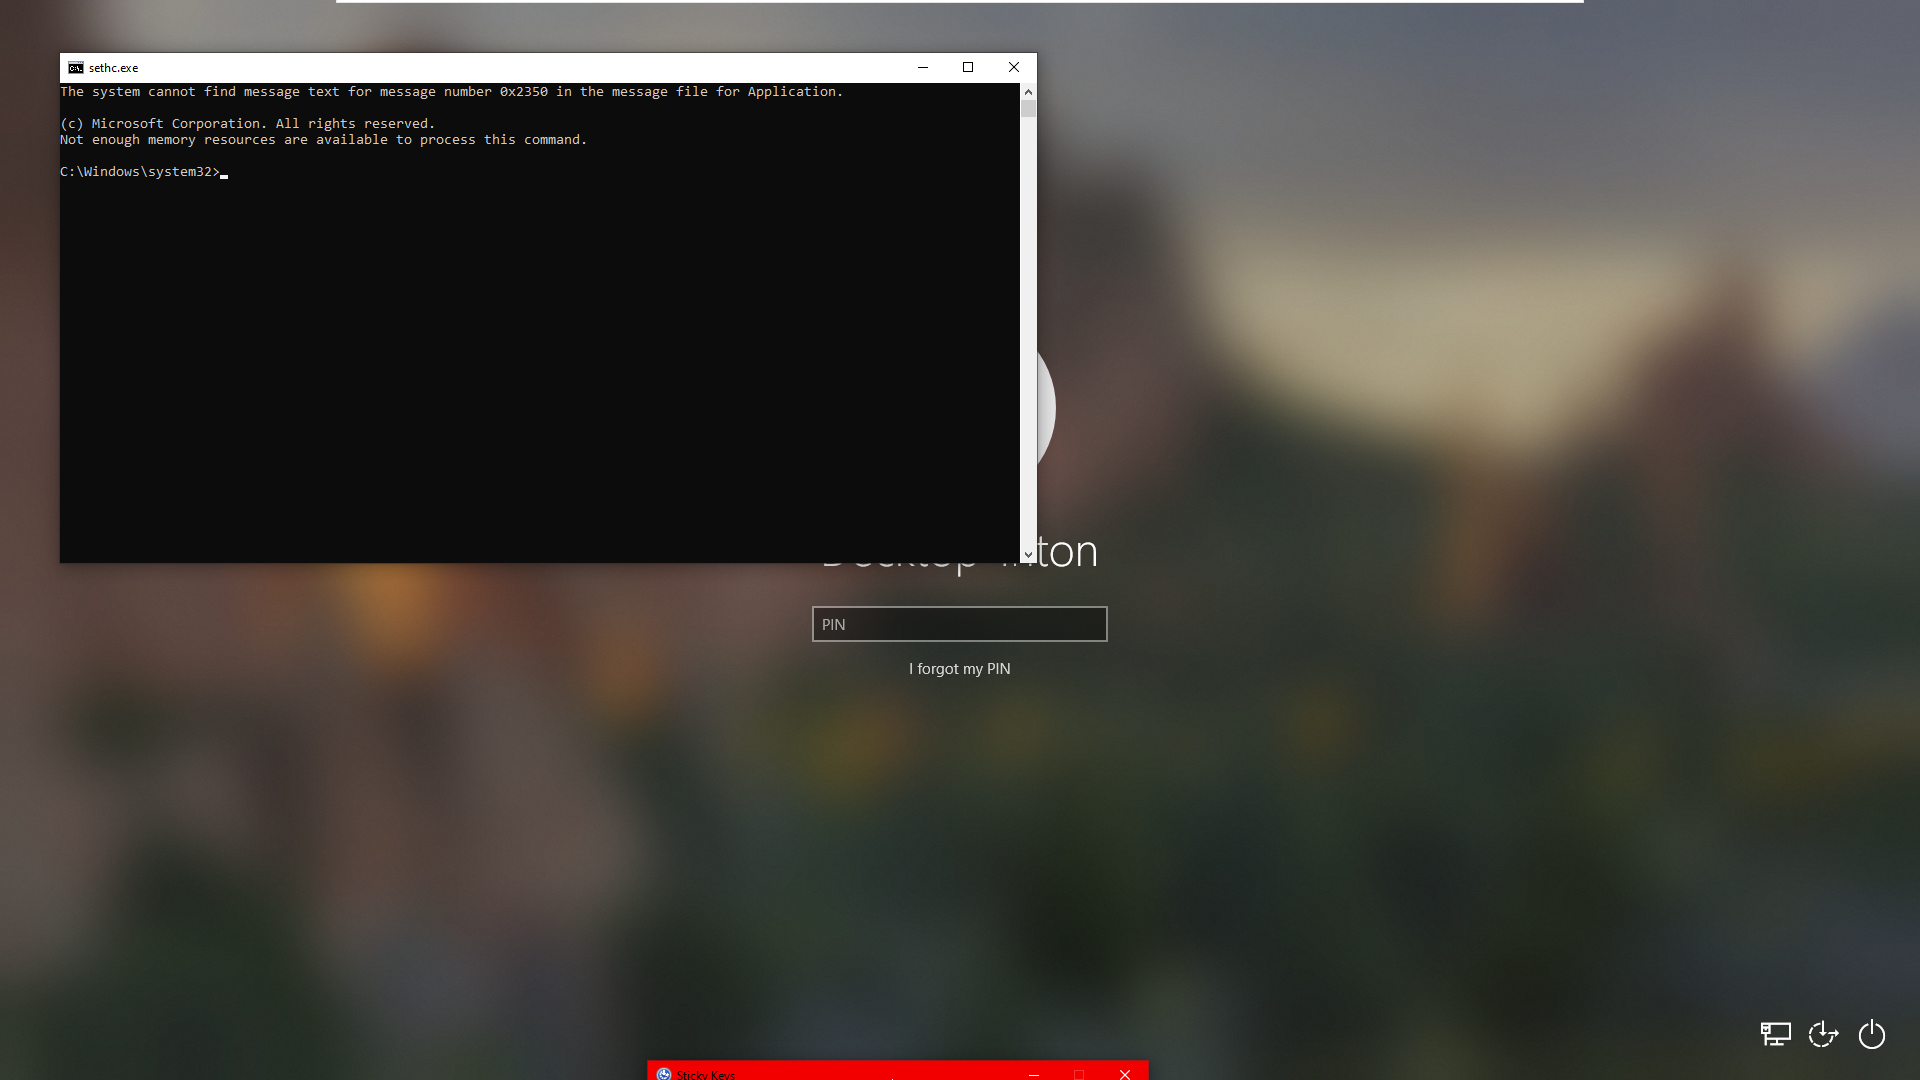 sethc.exe
The system cannot find message text for message number 0x2350 in the message file for Application.
(c) Microsoft Corporation. All rights reserved.
Not enough memory resources are available to process this command.
C:\Windows\system32>
ton
PIN
I forgot my PIN
Sticky Keys